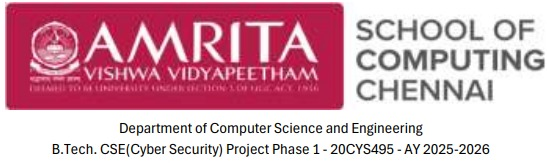 AMRITA
VISHWA VIDYAPEETHAM
DEEMED TO BE UNIVERSITY UNDER SECTION 3 OF UGC ACT, 1956
SCHOOL OF
COMPUTING
CHENNAI
Department of Computer Science and Engineering
B.Tech. CSE(Cyber Security) Project Phase 1 - 20CYS495 - AY 2025-2026